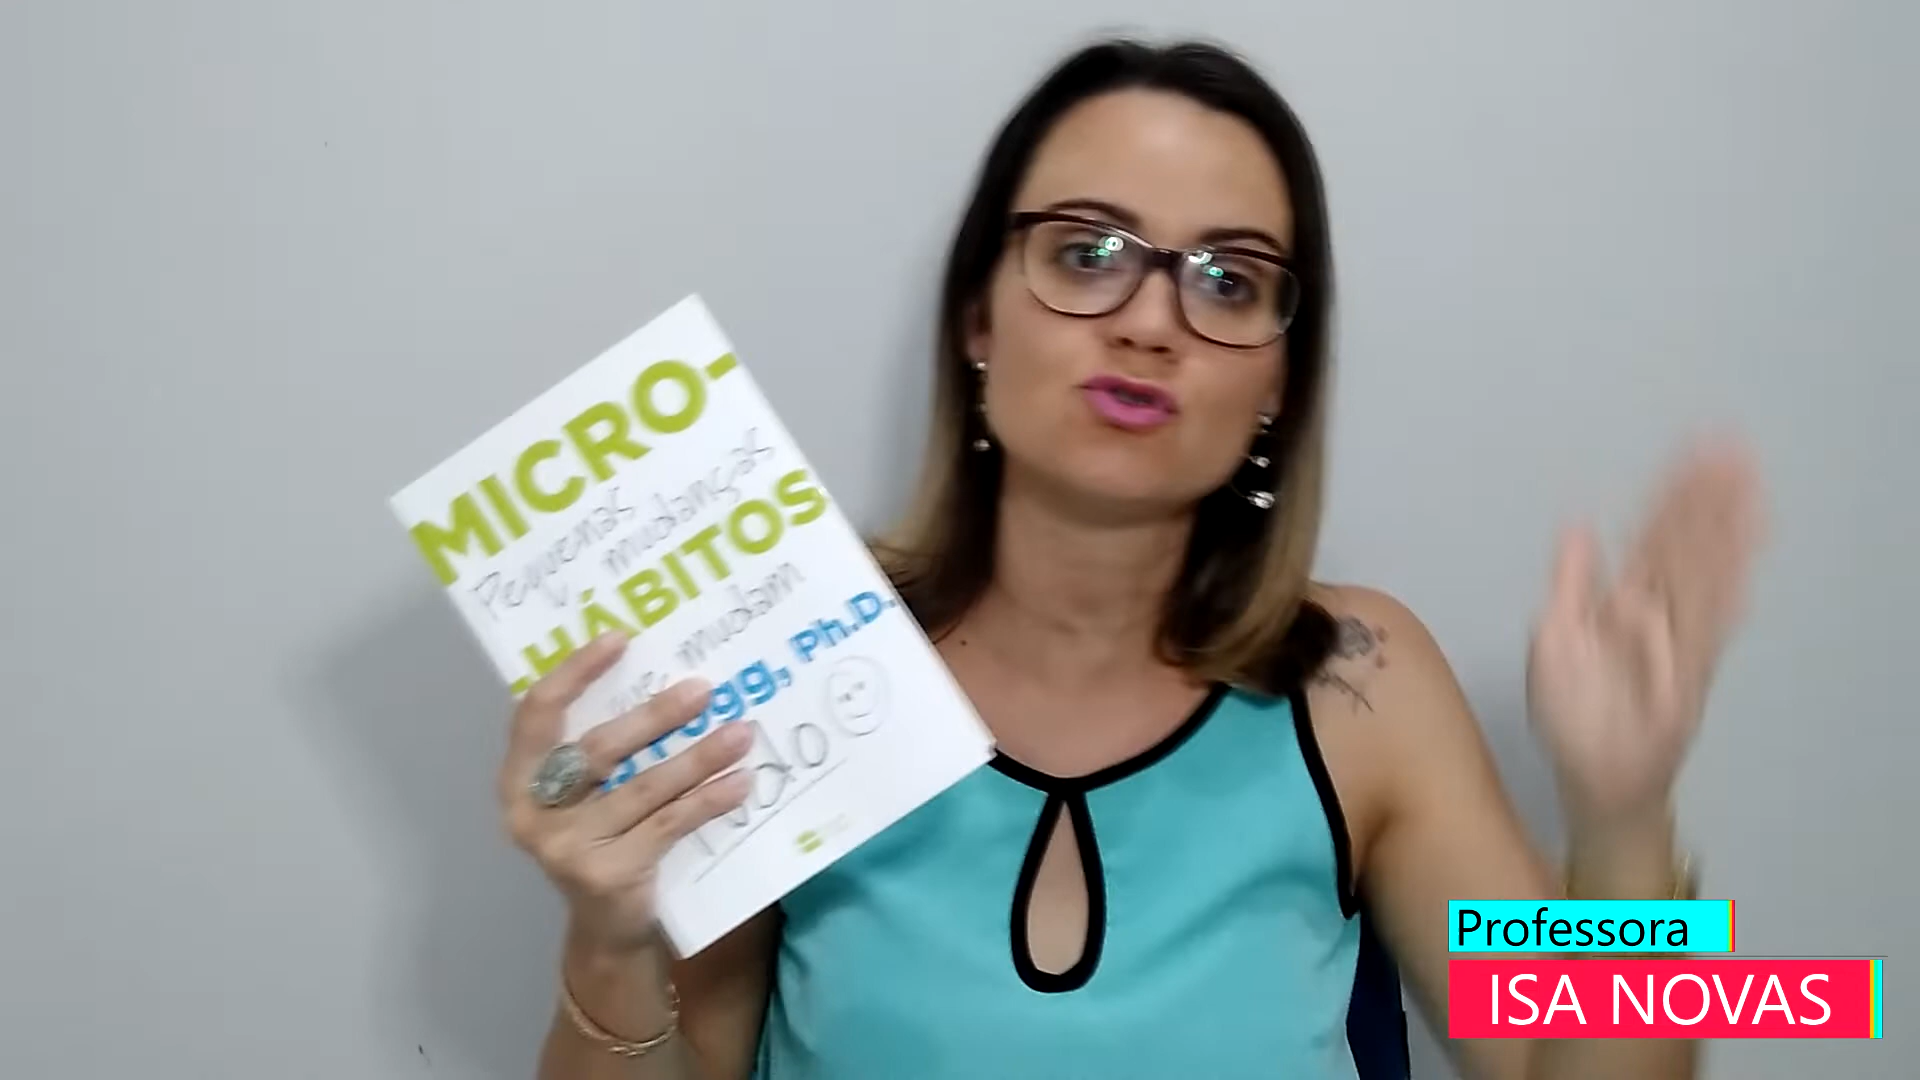 MICRO-
Pequenas
mudanças
-HÁBITOS
que mudam
Fogg, Ph.D.
Tudo
Professora
ISA NOVAS